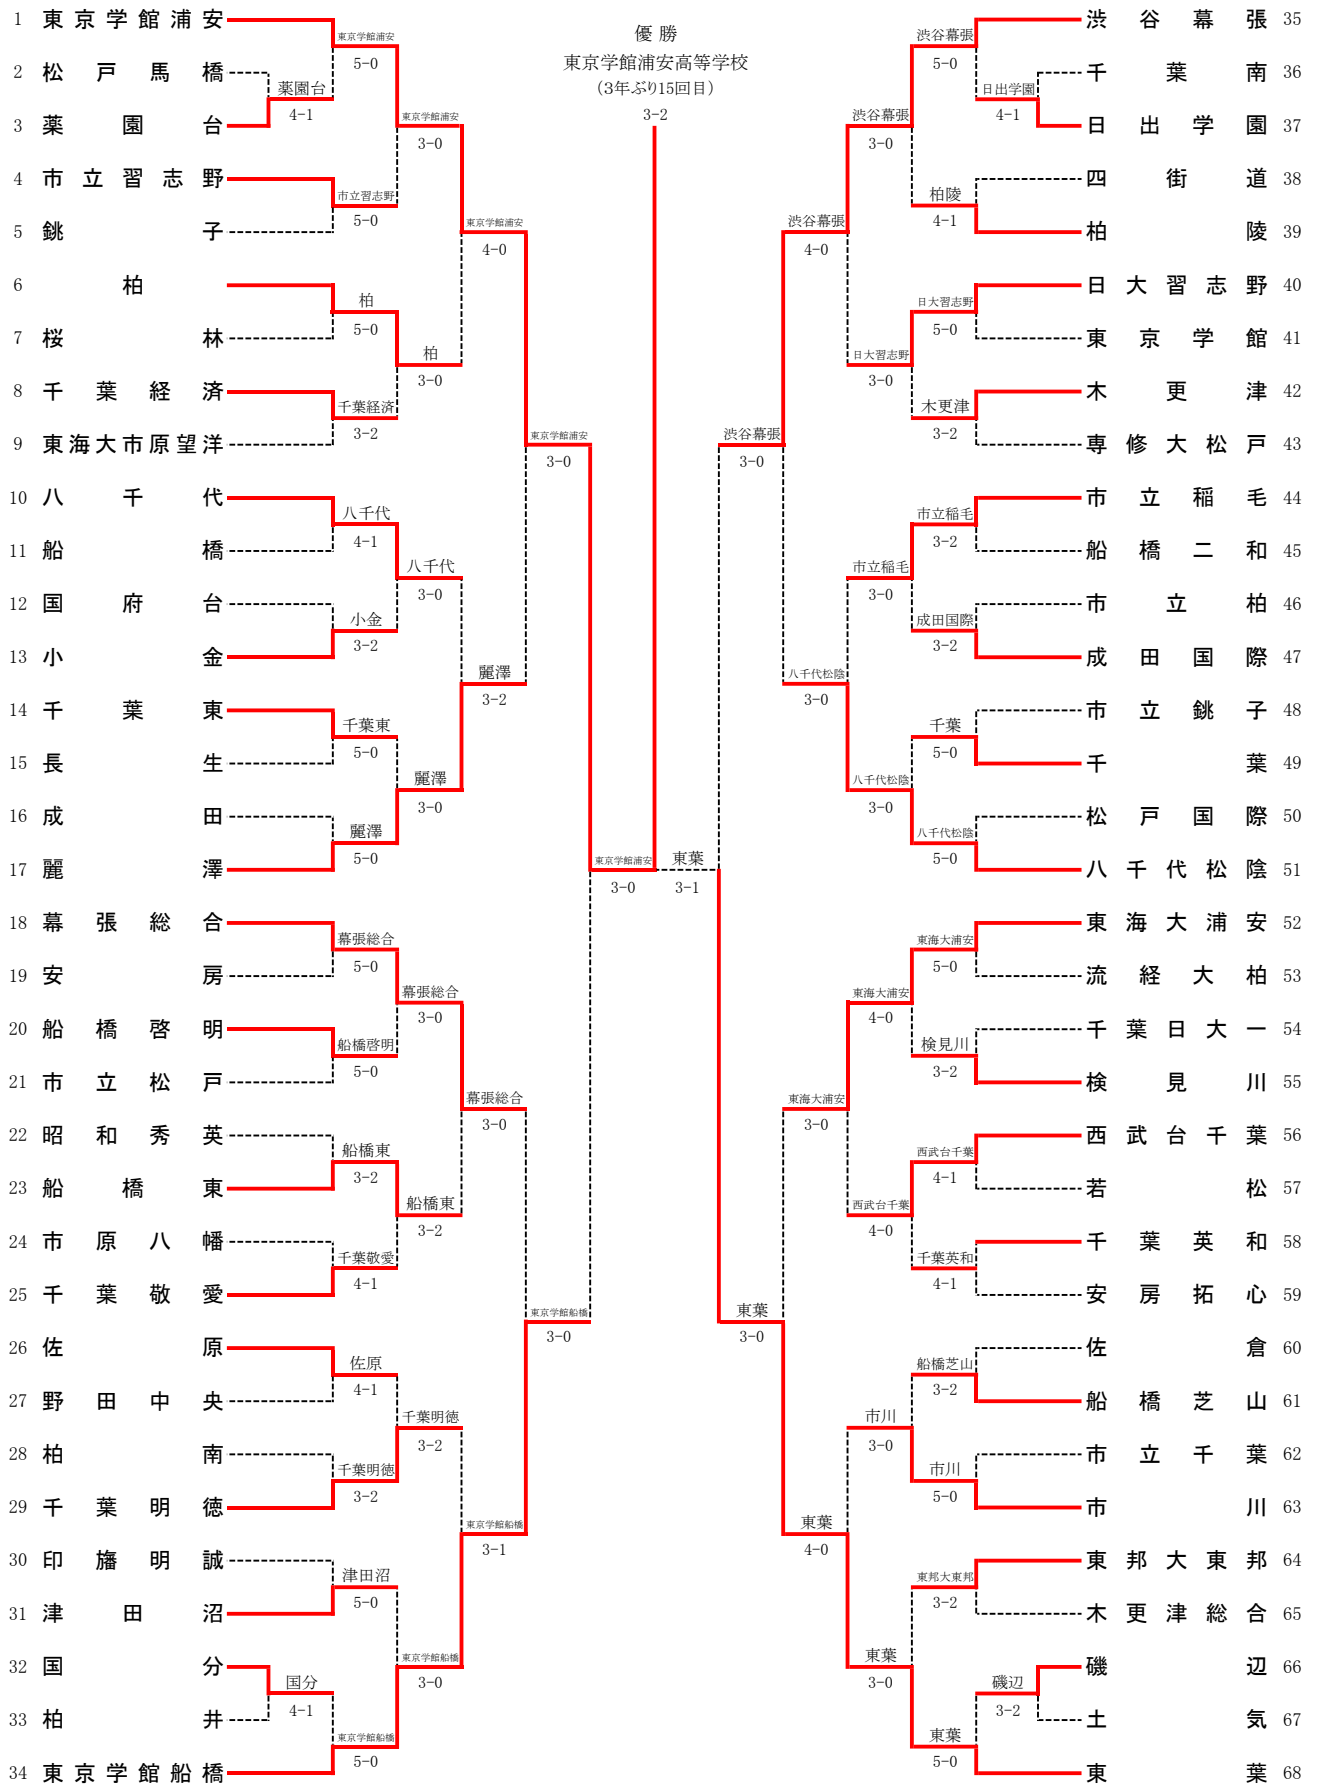 優勝
東京学館浦安高等学校
（3年ぶり15回目）
3-2
1 東京学館浦安
2 松戸馬橋
3 薬園台
4 市立習志野
5 銚子
6 柏
7 桜林
8 千葉経済
9 東海大市原望洋
10 八千代
11 船橋
12 国府台
13 小金
14 千葉東
15 長生
16 成田
17 麗澤
18 幕張総合
19 安房
20 船橋啓明
21 市立松戸
22 昭和秀英
23 船橋東
24 市原八幡
25 千葉敬愛
26 佐原
27 野田中央
28 柏南
29 千葉明徳
30 印旛明誠
31 津田沼
32 国分
33 柏井
34 東京学館船橋
薬園台
4-1
国分
4-1
東京学館浦安
5-0
市立習志野
5-0
柏
5-0
千葉経済
3-2
八千代
4-1
小金
3-2
千葉東
5-0
麗澤
5-0
幕張総合
5-0
船橋啓明
5-0
船橋東
3-2
千葉敬愛
4-1
佐原
4-1
千葉明徳
3-2
津田沼
5-0
東京学館船橋
5-0
東京学館浦安
3-0
柏
3-0
八千代
3-0
麗澤
3-0
幕張総合
3-0
船橋東
3-2
千葉明徳
3-2
東京学館船橋
3-0
東京学館浦安
4-0
麗澤
3-2
幕張総合
3-0
東京学館船橋
3-1
東京学館浦安
3-0
東京学館船橋
3-0
東京学館浦安
3-0
東葉
3-1
渋谷幕張
3-0
東葉
3-0
渋谷幕張
4-0
八千代松陰
3-0
東海大浦安
3-0
東葉
4-0
渋谷幕張
3-0
日大習志野
3-0
市立稲毛
3-0
八千代松陰
3-0
東海大浦安
4-0
西武台千葉
4-0
市川
3-0
東葉
3-0
渋谷幕張
5-0
柏陵
4-1
日大習志野
5-0
木更津
3-2
市立稲毛
3-2
成田国際
3-2
千葉
5-0
八千代松陰
5-0
東海大浦安
5-0
検見川
3-2
西武台千葉
4-1
千葉英和
4-1
船橋芝山
3-2
市川
5-0
東邦大東邦
3-2
東葉
5-0
日出学園
4-1
磯辺
3-2
渋谷幕張 35
千葉南 36
日出学園 37
四街道 38
柏陵 39
日大習志野 40
東京学館 41
木更津 42
専修大松戸 43
市立稲毛 44
船橋二和 45
市立柏 46
成田国際 47
市立銚子 48
千葉 49
松戸国際 50
八千代松陰 51
東海大浦安 52
流経大柏 53
千葉日大一 54
検見川 55
西武台千葉 56
若松 57
千葉英和 58
安房拓心 59
佐倉 60
船橋芝山 61
市立千葉 62
市川 63
東邦大東邦 64
木更津総合 65
磯辺 66
土気 67
東葉 68